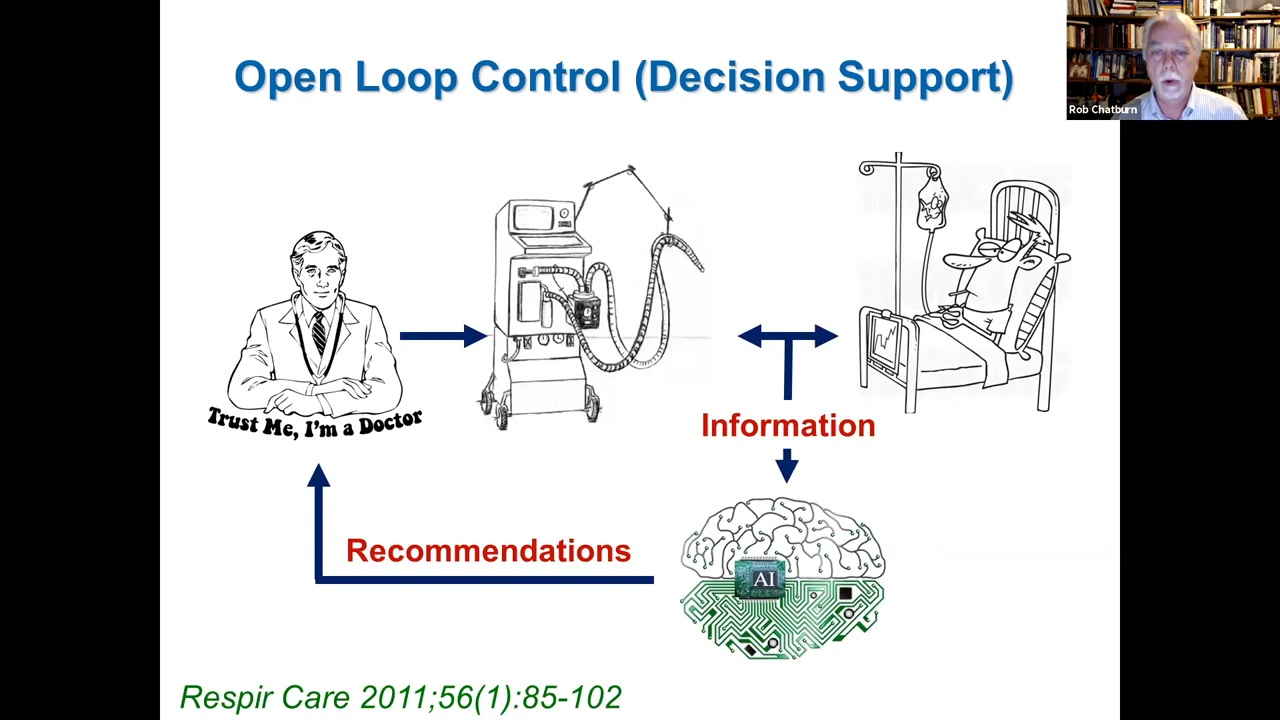 Open Loop Control (Decision Support)
Rob Chatburn
Trust Me, I'm a Doctor
Information
Recommendations
AI
Respir Care 2011;56(1):85-102